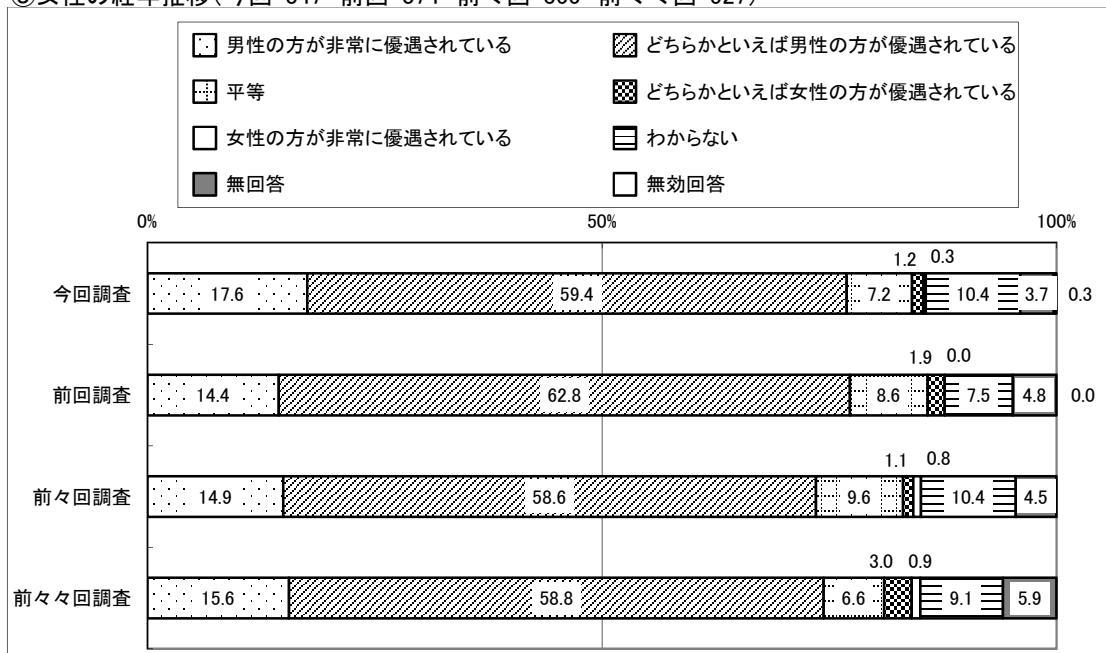 男性の方が非常に優遇されている どちらかといえば男性の方が優遇されている
平等 どちらかといえば女性の方が優遇されている
女性の方が非常に優遇されている わからない
無回答 無効回答
0% 50% 100%
1.2 0.3
今回調査 17.6 59.4 7.2 10.4 3.7 0.3
1.9 0.0
前回調査 14.4 62.8 8.6 7.5 4.8 0.0
1.1 0.8
前々回調査 14.9 58.6 9.6 10.4 4.5
3.0 0.9
前々々回調査 15.6 58.8 6.6 9.1 5.9